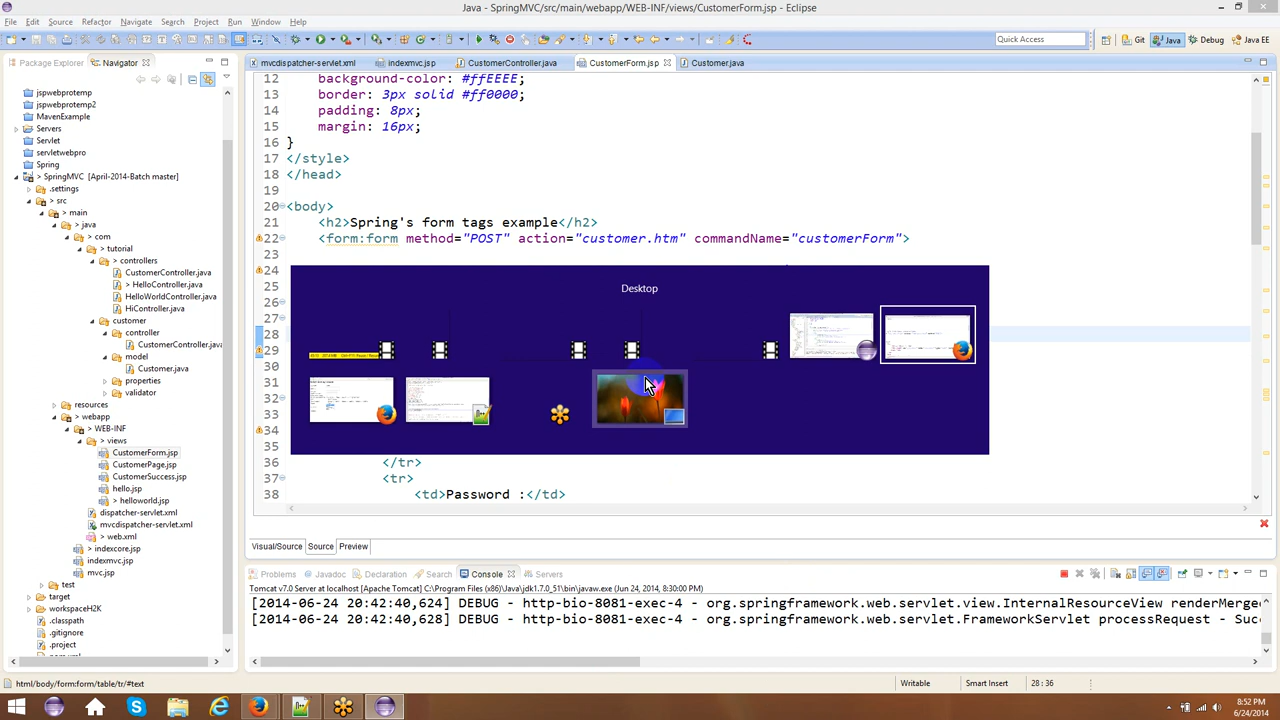 Java - SpringMVC/src/main/webapp/WEB-INF/views/CustomerForm.jsp - Eclipse
File Edit Source Refactor Navigate Search Project Run Window Help
Quick Access
Git
Java
Debug
Java EE
Package Explorer
Navigator
jspwebprotemp
jspwebprotemp2
MavenExample
Servers
Servlet
servletwebpro
Spring
> SpringMVC [April-2014-Batch master]
.settings
> src
> main
> java
> com
> tutorial
> controllers
CustomerController.java
> HelloController.java
HelloWorldController.java
HiController.java
customer
controller
CustomerController.java
model
Customer.java
properties
validator
resources
webapp
WEB-INF
> views
CustomerForm.jsp
CustomerPage.jsp
CustomerSuccess.jsp
hello.jsp
> helloworld.jsp
dispatcher-servlet.xml
mvcdispatcher-servlet.xml
> web.xml
> indexcore.jsp
indexmvc.jsp
mvc.jsp
test
target
workspaceH2K
.classpath
.gitignore
.project
mvcdispatcher-servlet.xml
indexmvc.jsp
CustomerController.java
CustomerForm.jsp
Customer.java
12 background-color: #ffEEEE;
13 border: 3px solid #ff0000;
14 padding: 8px;
15 margin: 16px;
16 }
17 </style>
18 </head>
19
20 <body>
21 <h2>Spring's form tags example</h2>
22 <form:form method="POST" action="customer.htm" commandName="customerForm">
23
24
25
26
27
28
29
30
31
32
33
34
35
36 </tr>
37 <tr>
38 <td>Password :</td>
Desktop
Visual/Source
Source
Preview
Problems
Javadoc
Declaration
Search
Console
Servers
Tomcat v7.0 Server at localhost [Apache Tomcat] C:\Program Files (x86)\Java\jdk1.7.0_51\bin\javaw.exe (Jun 24, 2014, 8:30:00 PM)
[2014-06-24 20:42:40,624] DEBUG - http-bio-8081-exec-4 - org.springframework.web.servlet.view.InternalResourceView renderMerge
[2014-06-24 20:42:40,628] DEBUG - http-bio-8081-exec-4 - org.springframework.web.servlet.FrameworkServlet processRequest - Suc
html/body/form:form/table/tr/#text
Writable
Smart Insert
28 : 36
8:52 PM
6/24/2014